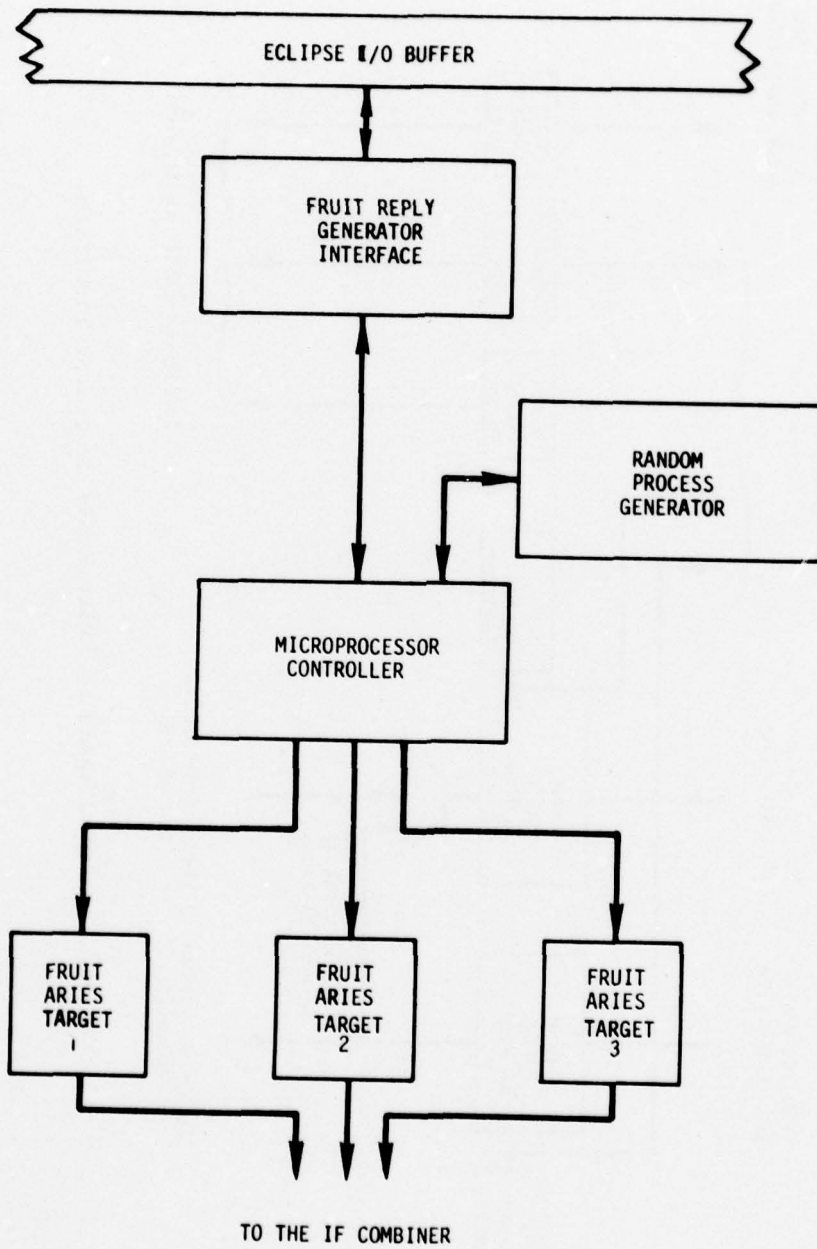 ECLIPSE I/O BUFFER
FRUIT REPLY
GENERATOR
INTERFACE
RANDOM
PROCESS
GENERATOR
MICROPROCESSOR
CONTROLLER
FRUIT
ARIES
TARGET
1
FRUIT
ARIES
TARGET
2
FRUIT
ARIES
TARGET
3
TO THE IF COMBINER